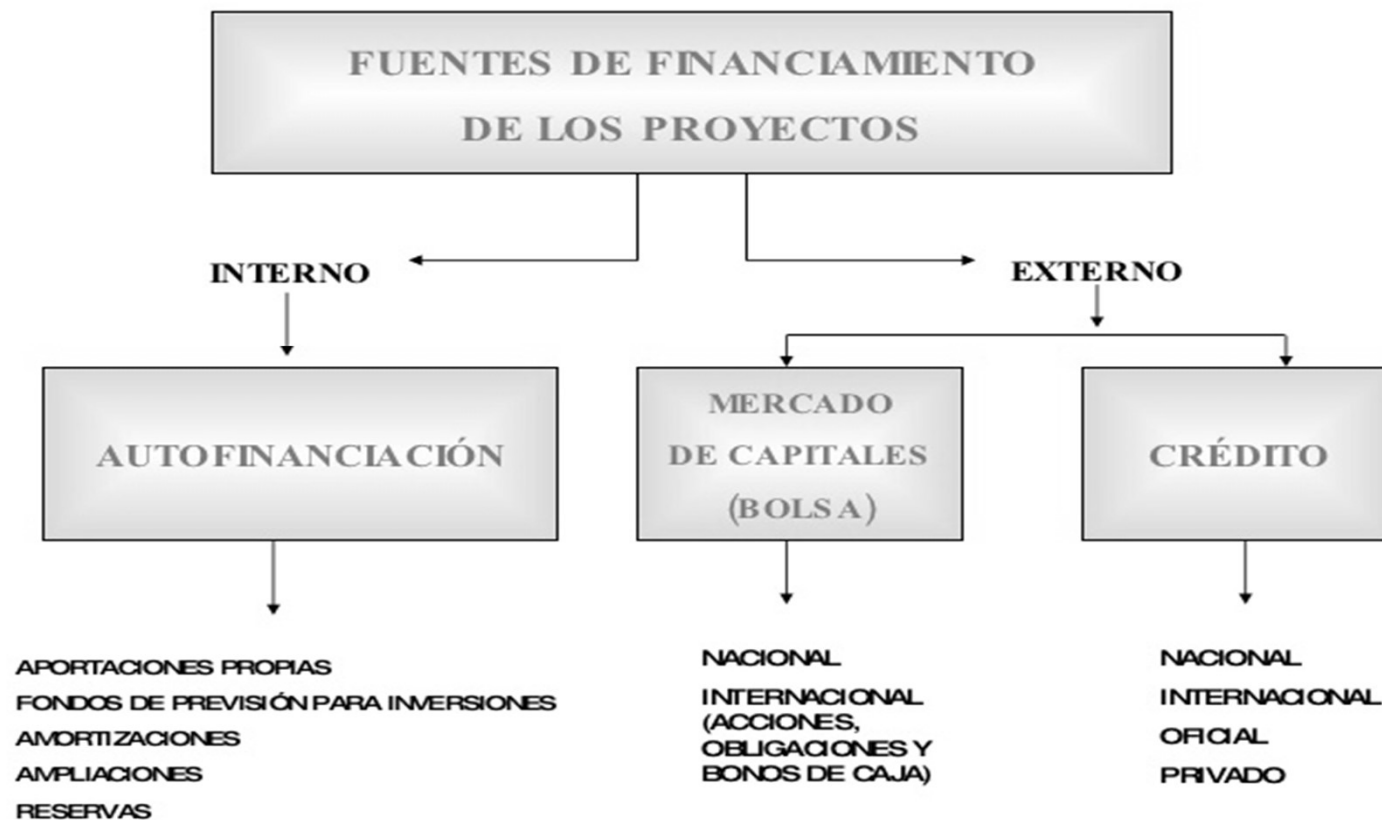 FUENTES DE FINANCIAMIENTO
DE LOS PROYECTOS
INTERNO
EXTERNO
AUTOFINANCIACIÓN
MERCADO
DE CAPITALES
(BOLSA)
CRÉDITO
APORTACIONES PROPIAS
FONDOS DE PREVISIÓN PARA INVERSIONES
AMORTIZACIONES
AMPLIACIONES
RESERVAS
NACIONAL
INTERNACIONAL
(ACCIONES,
OBLIGACIONES Y
BONOS DE CAJA)
NACIONAL
INTERNACIONAL
OFICIAL
PRIVADO